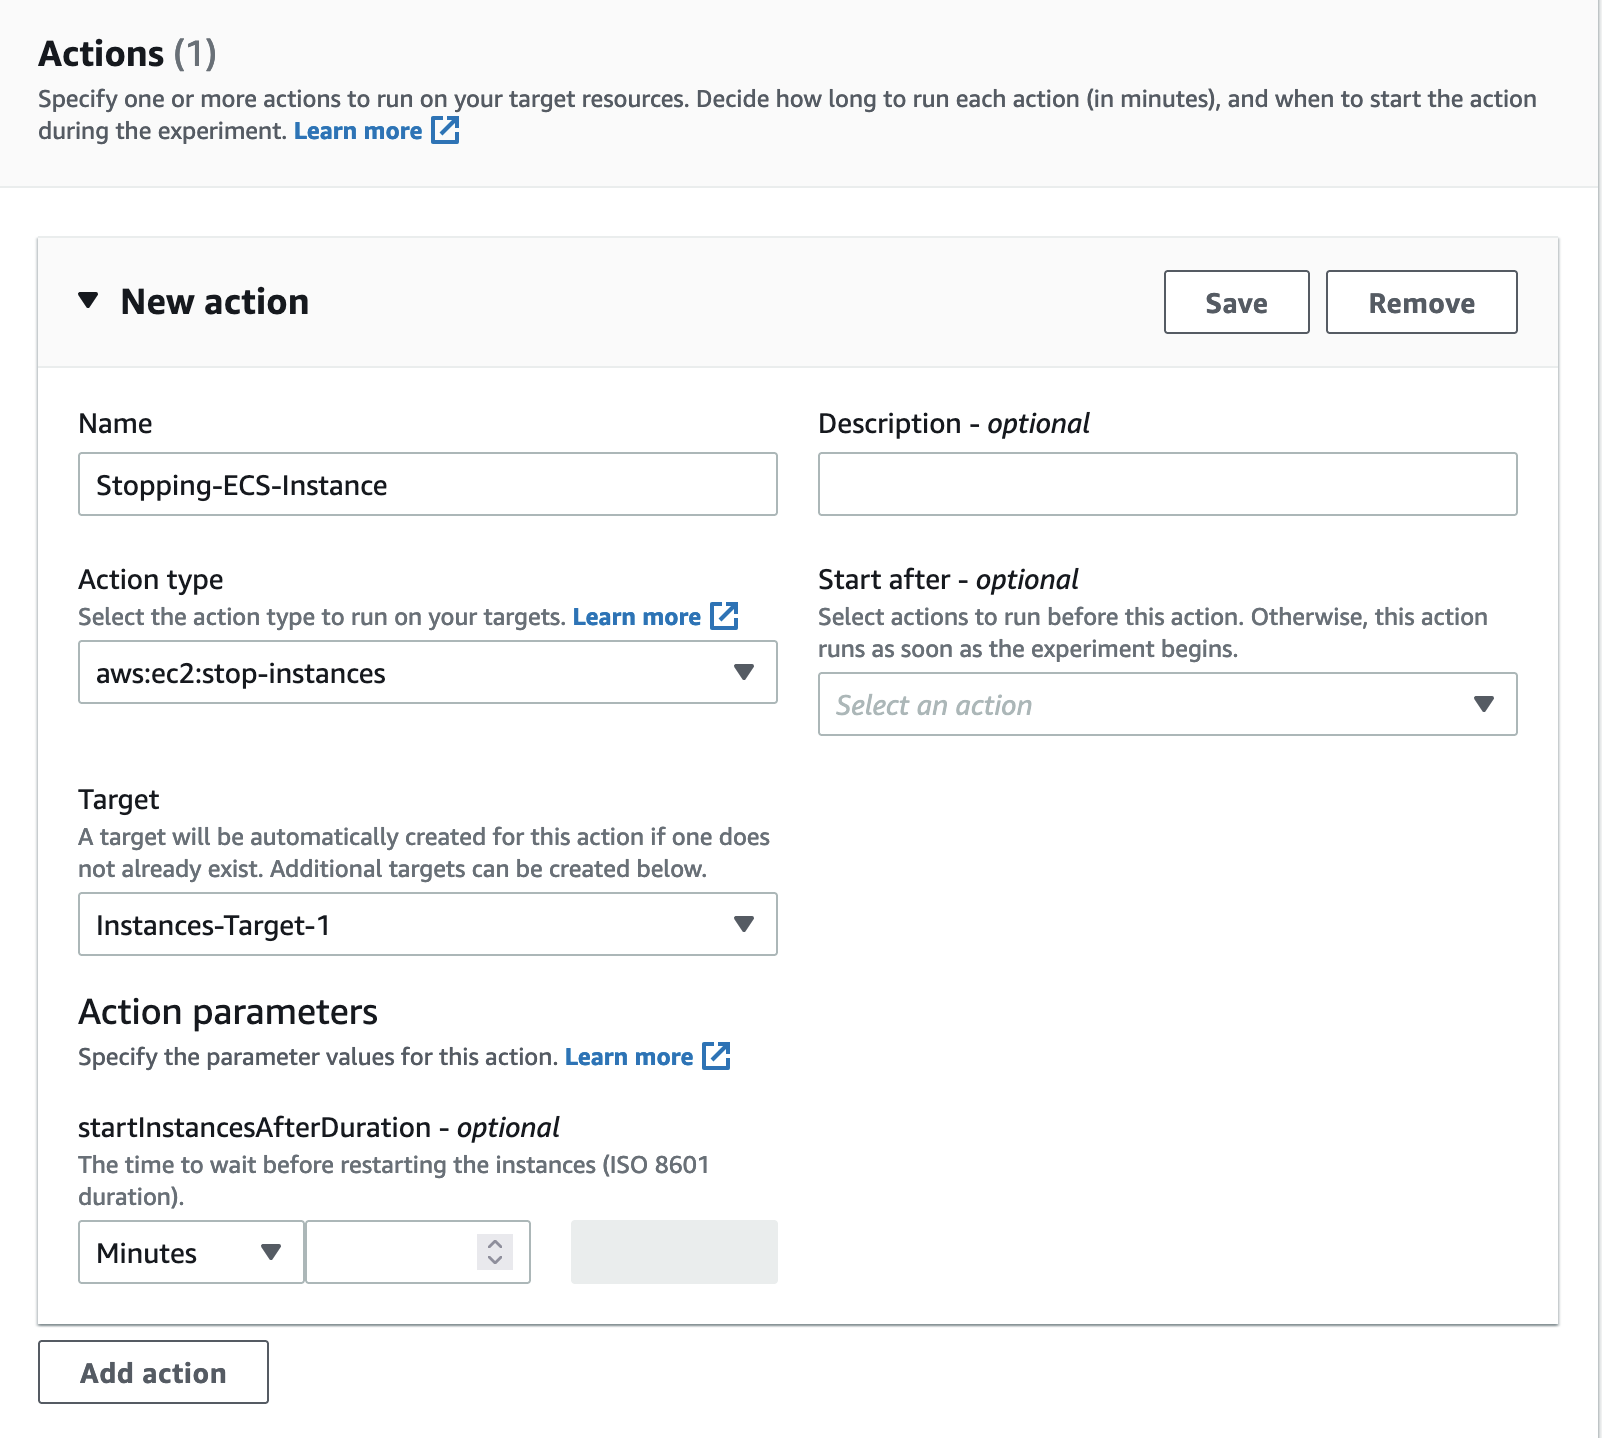 Actions (1)
Specify one or more actions to run on your target resources. Decide how long to run each action (in minutes), and when to start the action
during the experiment. Learn more
New action
Save
Remove
Name
Stopping-ECS-Instance
Description - optional
Action type
Select the action type to run on your targets. Learn more
aws:ec2:stop-instances
Start after - optional
Select actions to run before this action. Otherwise, this action
runs as soon as the experiment begins.
Select an action
Target
A target will be automatically created for this action if one does
not already exist. Additional targets can be created below.
Instances-Target-1
Action parameters
Specify the parameter values for this action. Learn more
startInstancesAfterDuration - optional
The time to wait before restarting the instances (ISO 8601
duration).
Minutes
Add action